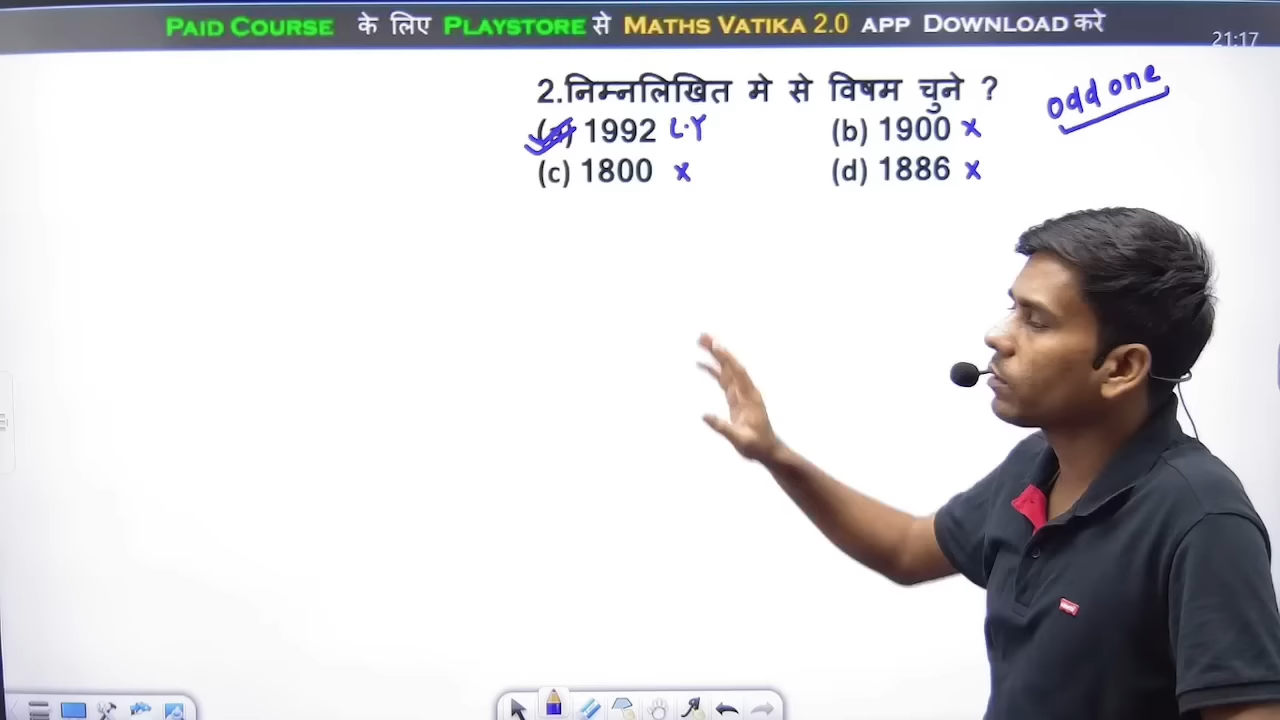 PAID COURSE के लिए PLAYSTORE से MATHS VATIKA 2.0 APP DOWNLOAD करे
21:17
2.निम्नलिखित मे से विषम चुने ? odd one
(a) 1992 L.Y (b) 1900 x
(c) 1800 x (d) 1886 x